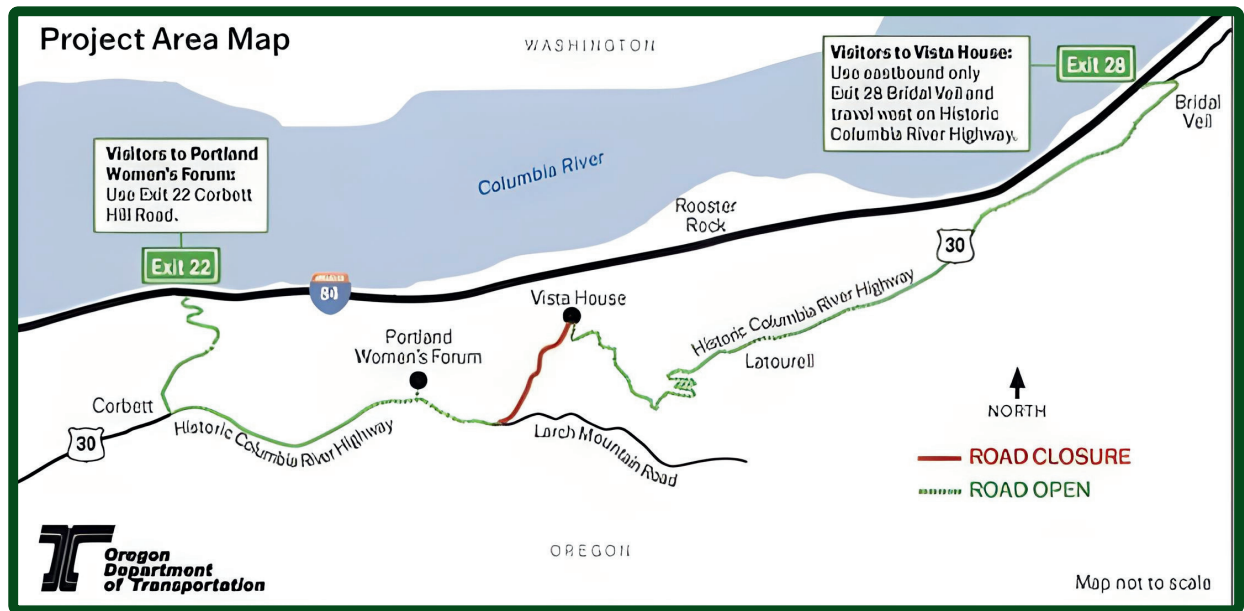 Project Area Map
WASHINGTON
Visitors to Vista House:
Use eastbound only
Exit 28 Bridal Veil and
travel west on Historic
Columbia River Highway.
Exit 28
Bridal
Veil
Visitors to Portland
Women's Forum:
Use Exit 22 Corbett
Hill Road.
Exit 22
Columbia River
Rooster
Rock
30
Historic Columbia River Highway
Latourell
Vista House
Portland
Women's Forum
Corbett
30
Historic Columbia River Highway
Larch Mountain Road
NORTH
ROAD CLOSURE
ROAD OPEN
OREGON
Oregon
Department
of Transportation
Map not to scale